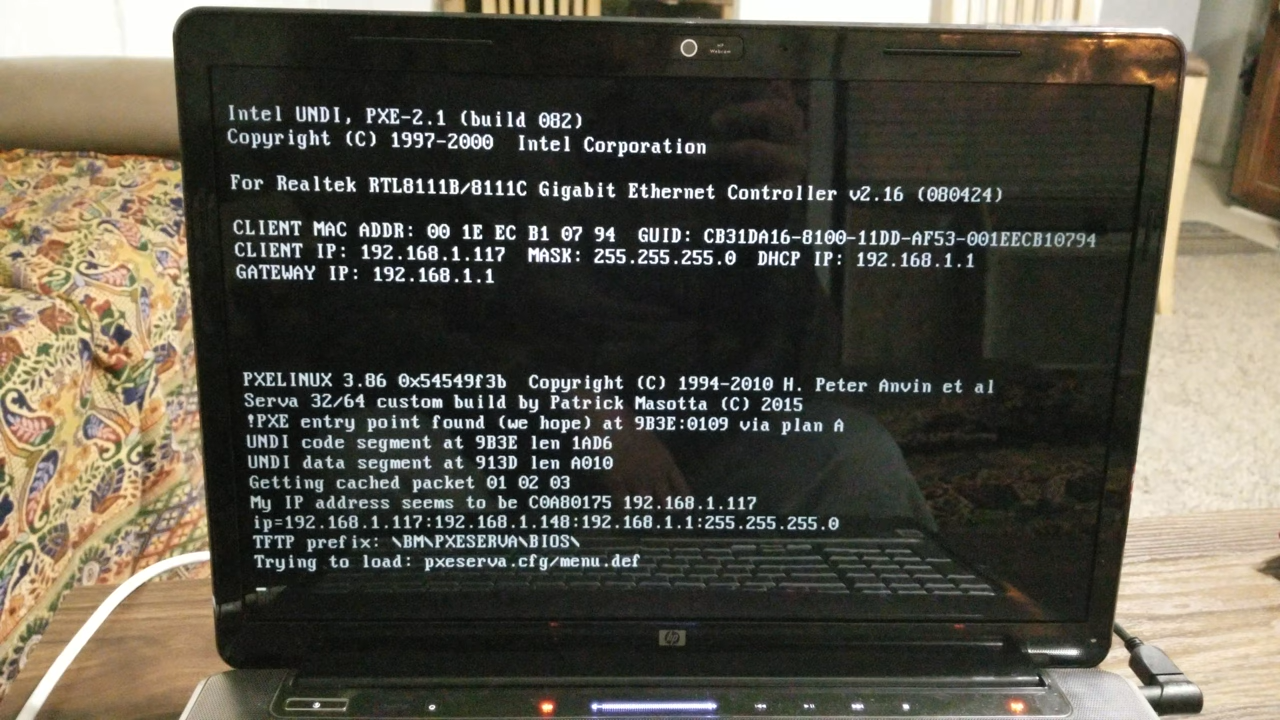 hp
Webcam
Intel UNDI, PXE-2.1 (build 082)
Copyright (C) 1997-2000  Intel Corporation
For Realtek RTL8111B/8111C Gigabit Ethernet Controller v2.16 (080424)
CLIENT MAC ADDR: 00 1E EC B1 07 94  GUID: CB31DA16-8100-11DD-AF53-001EECB10794
CLIENT IP: 192.168.1.117  MASK: 255.255.255.0  DHCP IP: 192.168.1.1
GATEWAY IP: 192.168.1.1
PXELINUX 3.86 0x54549f3b  Copyright (C) 1994-2010 H. Peter Anvin et al
Serva 32/64 custom build by Patrick Masotta (C) 2015
!PXE entry point found (we hope) at 9B3E:0109 via plan A
UNDI code segment at 9B3E len 1AD6
UNDI data segment at 913D len A010
Getting cached packet 01 02 03
My IP address seems to be C0A80175 192.168.1.117
ip=192.168.1.117:192.168.1.148:192.168.1.1:255.255.255.0
TFTP prefix: \BM\PXESERVA\BIOS\
Trying to load: pxeserva.cfg/menu.def
hp